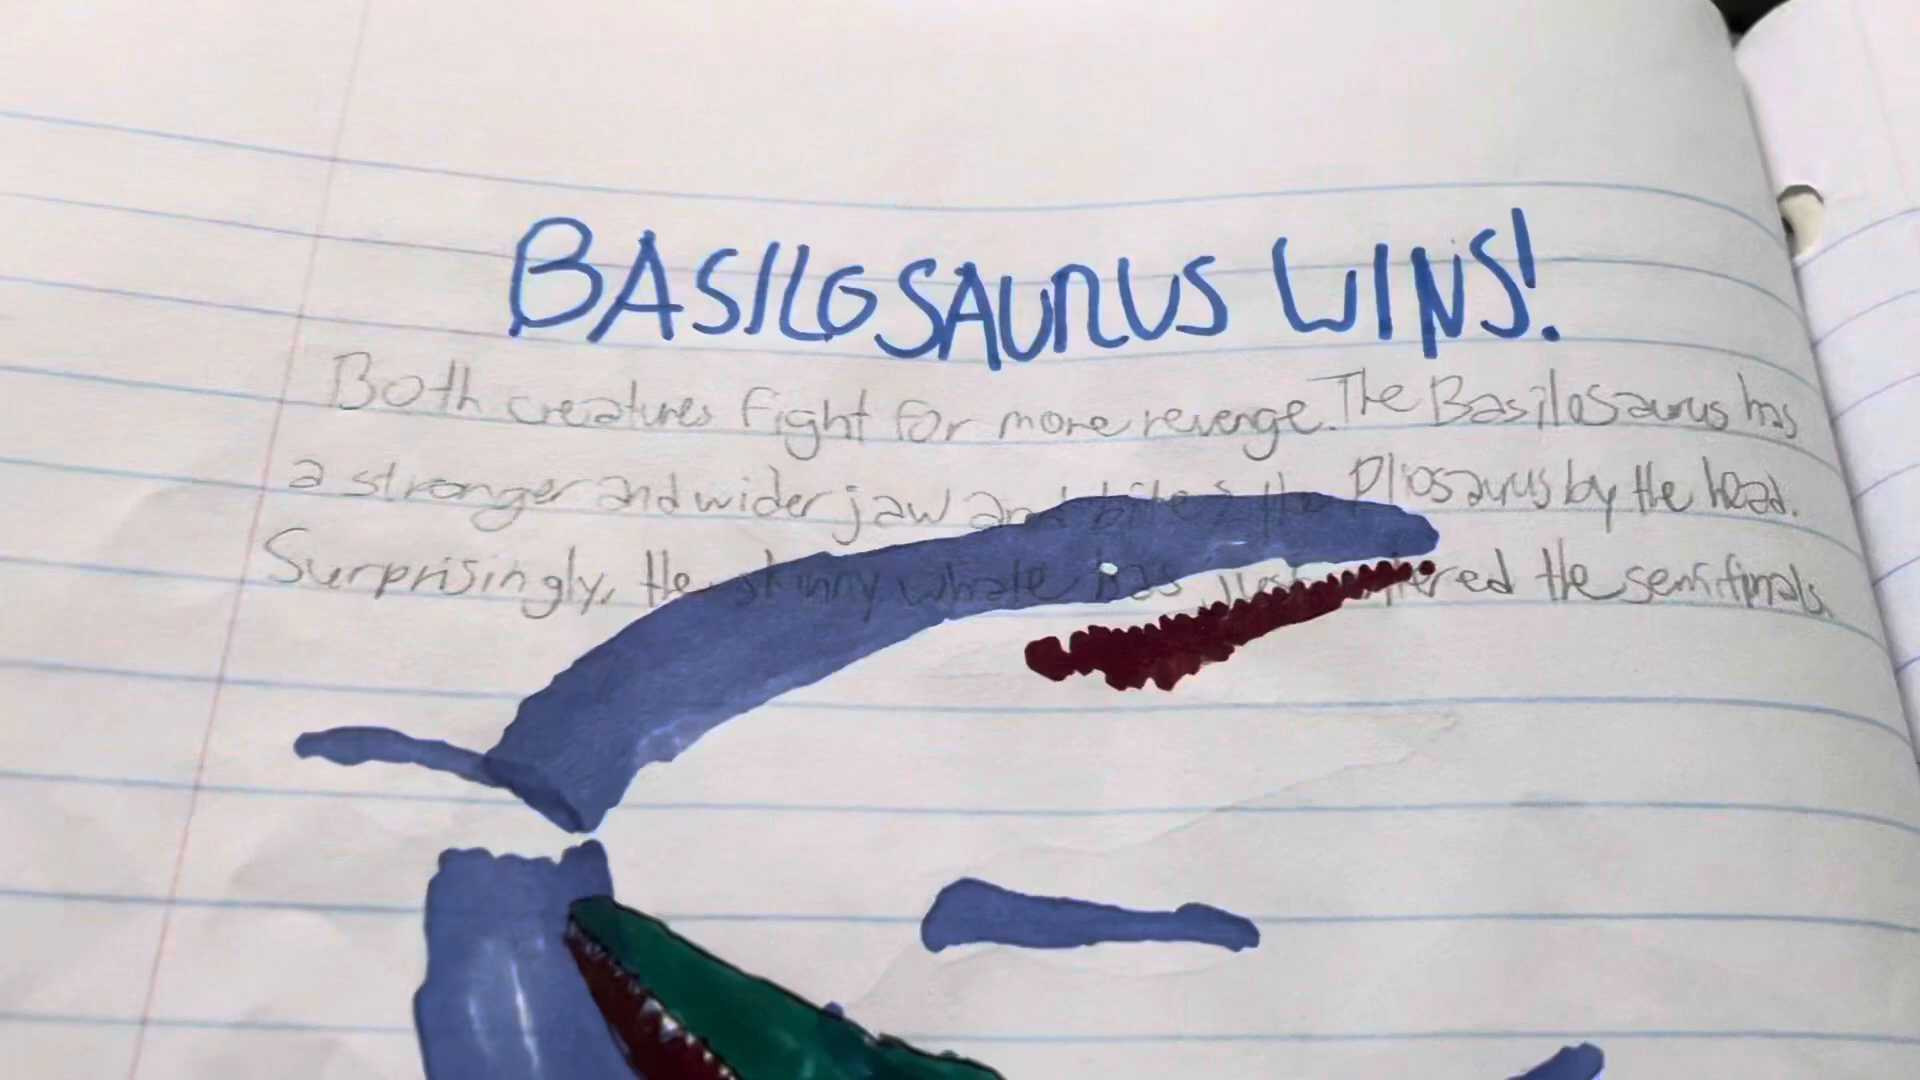 BASILOSAURUS WINS!
Both creatures fight for more revenge. The Basilosaurus has
a stronger and wider jaw and bites the Pliosaurus by the head.
Surprisingly, the skinny whale has just entered the semifinals.